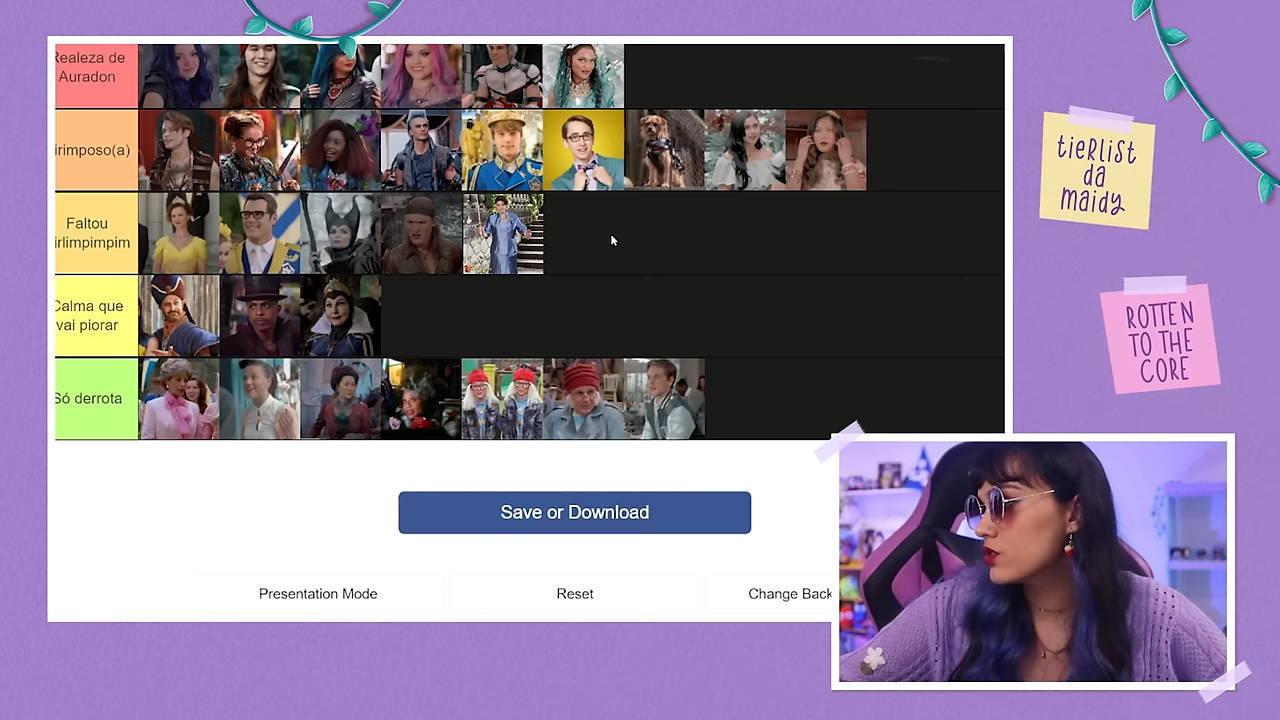 Realeza de
Auradon
irimposo(a)
Faltou
irlimpimpim
Calma que
vai piorar
Só derrota
Save or Download
Presentation Mode
Reset
Change Back
tierlist
da
maidy
ROTTEN
TO THE
CORE